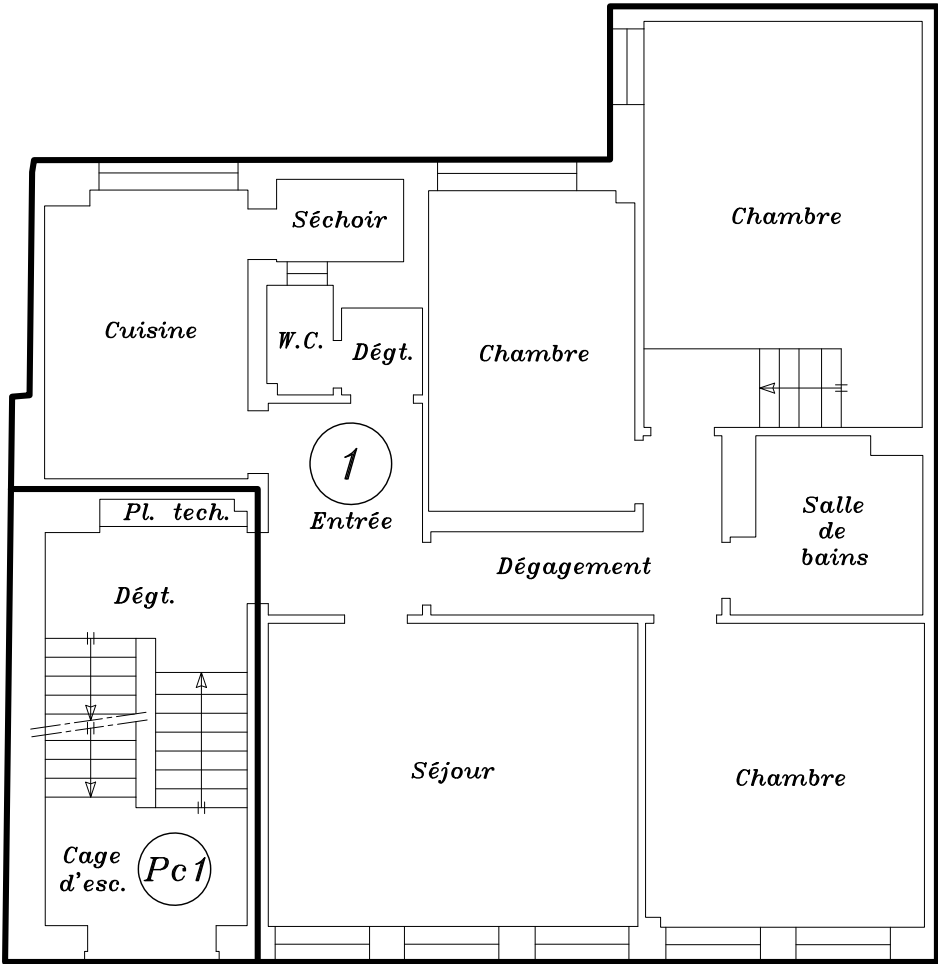 Séchoir
Chambre
Cuisine
W.C.
Dégt.
Chambre
1
Entrée
Pl. tech.
Salle
de
bains
Dégagement
Dégt.
Séjour
Chambre
Cage
d'esc.
Pc1